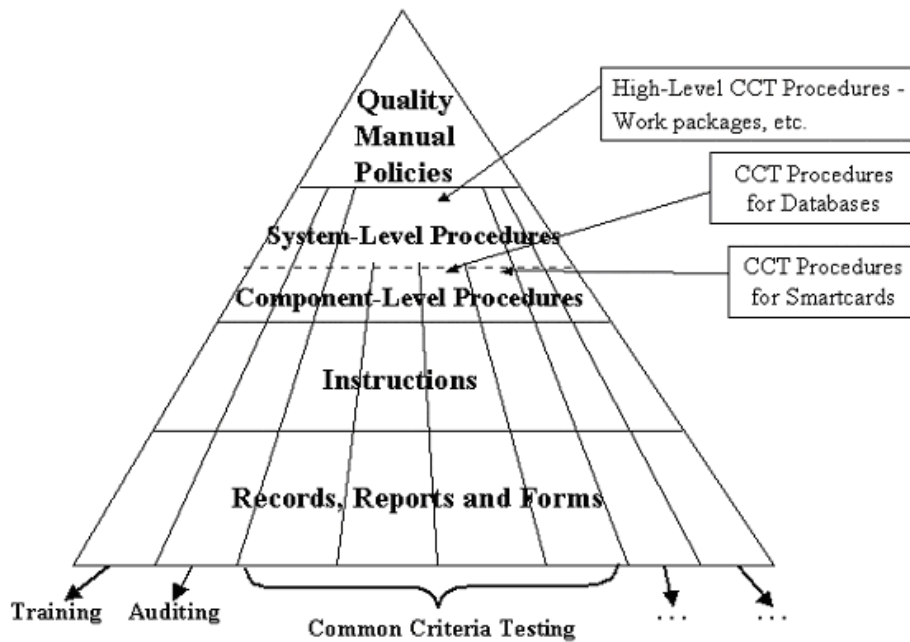 Quality
Manual
Policies
High-Level CCT Procedures -
Work packages, etc.
CCT Procedures
for Databases
System-Level Procedures
CCT Procedures
for Smartcards
Component-Level Procedures
Instructions
Records, Reports and Forms
Training
Auditing
Common Criteria Testing
...
...